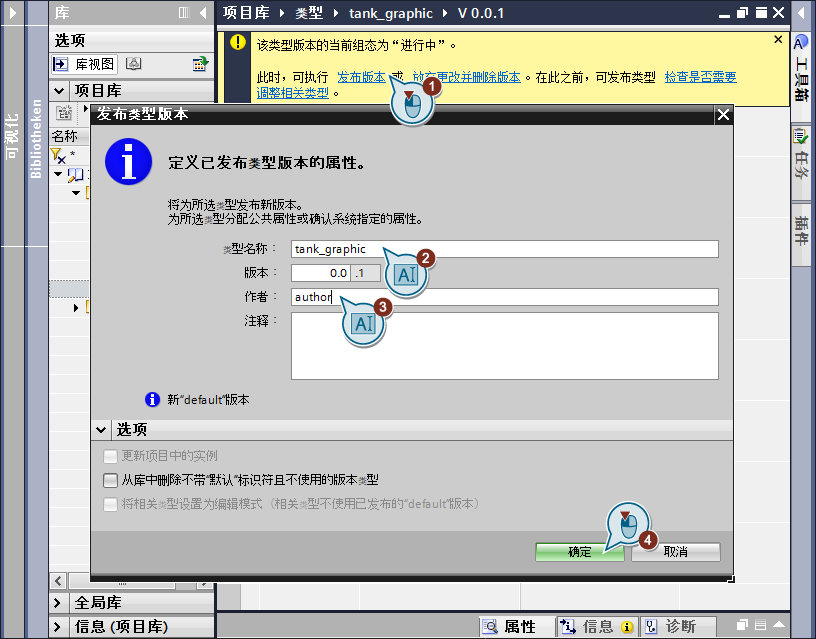 库
项目库 ▸ 类型 ▸ tank_graphic ▸ V 0.0.1
选项
库视图
项目库
名称
*
可视化
Bibliotheken
该类型版本的当前组态为“进行中”。
此时，可执行 发布版本 或 放弃更改并删除版本 。在此之前，可发布类型 检查是否需要
调整相关类型 。
1
发布类型版本
定义已发布类型版本的属性。
将为所选类型发布新版本。
为所选类型分配公共属性或确认系统指定的属性。
类型名称： tank_graphic
2
版本： 0.0 .1
作者： author
3
注释：
新"default"版本
选项
更新项目中的实例
从库中删除不带"默认"标识符且不使用的版本类型
将相关类型设置为编辑模式（相关类型不使用已发布的"default"版本）
确定
4
取消
全局库
信息 (项目库)
属性
信息
诊断
工具箱
任务
插件